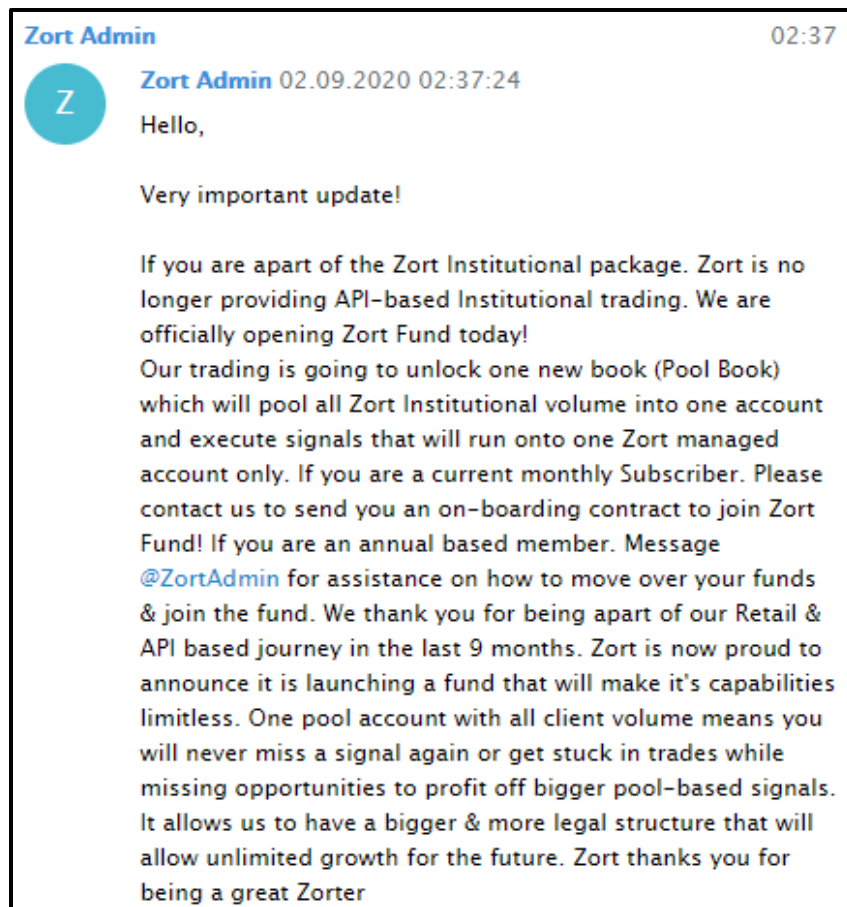 Zort Admin 02:37
Z
Zort Admin 02.09.2020 02:37:24
Hello,
Very important update!
If you are apart of the Zort Institutional package. Zort is no
longer providing API-based Institutional trading. We are
officially opening Zort Fund today!
Our trading is going to unlock one new book (Pool Book)
which will pool all Zort Institutional volume into one account
and execute signals that will run onto one Zort managed
account only. If you are a current monthly Subscriber. Please
contact us to send you an on-boarding contract to join Zort
Fund! If you are an annual based member. Message
@ZortAdmin for assistance on how to move over your funds
& join the fund. We thank you for being apart of our Retail &
API based journey in the last 9 months. Zort is now proud to
announce it is launching a fund that will make it's capabilities
limitless. One pool account with all client volume means you
will never miss a signal again or get stuck in trades while
missing opportunities to profit off bigger pool-based signals.
It allows us to have a bigger & more legal structure that will
allow unlimited growth for the future. Zort thanks you for
being a great Zorter